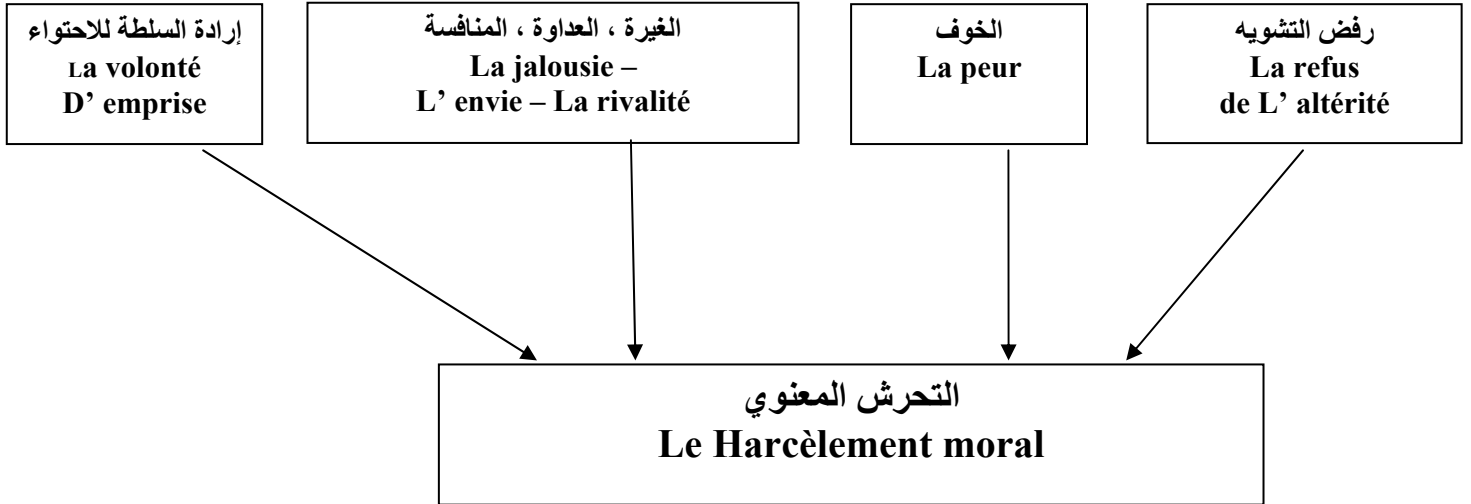 إرادة السلطة للاحتواء
La volonté
D’ emprise
الغيرة ، العداوة ، المنافسة
La jalousie –
L’ envie – La rivalité
الخوف
La peur
رفض التشويه
La refus
de L’ altérité
التحرش المعنوي
Le Harcèlement moral